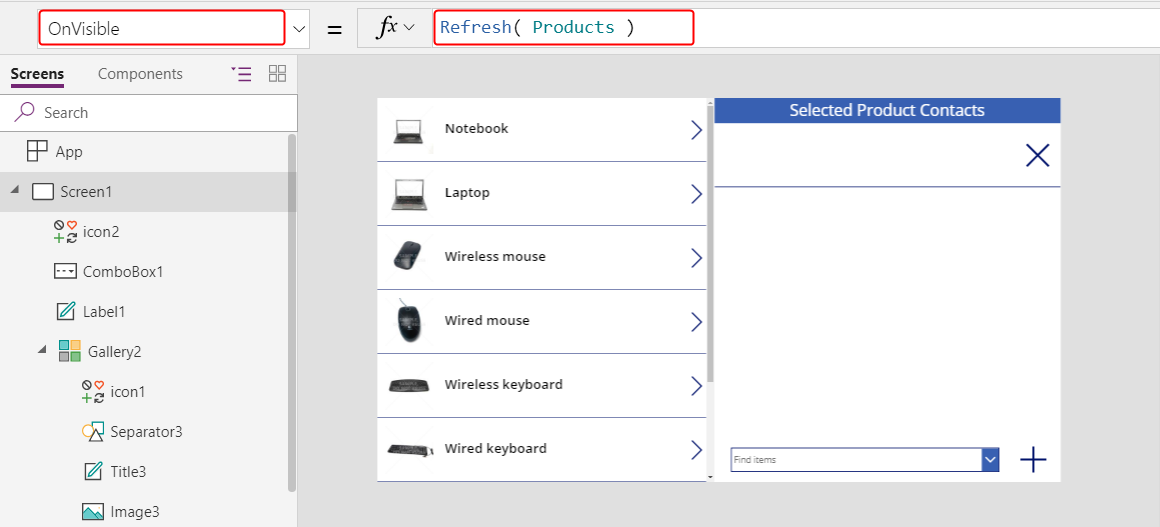 OnVisible
=
fx
Refresh( Products )
Screens
Components
Search
App
Screen1
icon2
ComboBox1
Label1
Gallery2
icon1
Separator3
Title3
Image3
Notebook
Laptop
Wireless mouse
Wired mouse
Wireless keyboard
Wired keyboard
Selected Product Contacts
Find items